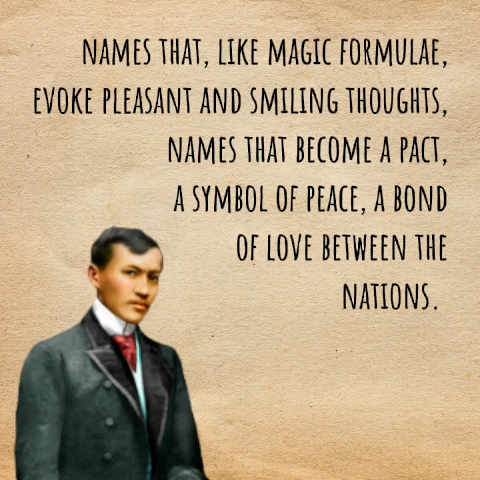 NAMES THAT, LIKE MAGIC FORMULAE,
EVOKE PLEASANT AND SMILING THOUGHTS,
NAMES THAT BECOME A PACT,
A SYMBOL OF PEACE, A BOND
OF LOVE BETWEEN THE
NATIONS.